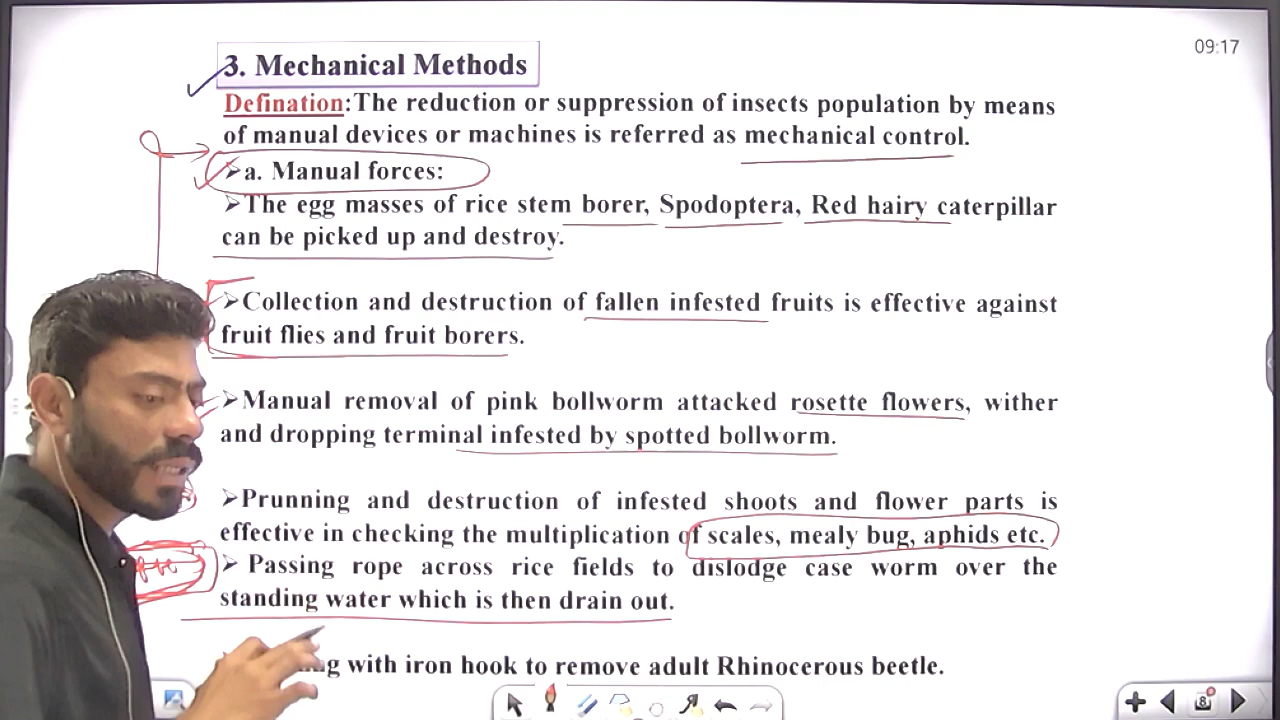 09:17
3. Mechanical Methods
Defination:The reduction or suppression of insects population by means
of manual devices or machines is referred as mechanical control.
➢a. Manual forces:
➢The egg masses of rice stem borer, Spodoptera, Red hairy caterpillar
can be picked up and destroy.
➢Collection and destruction of fallen infested fruits is effective against
fruit flies and fruit borers.
➢Manual removal of pink bollworm attacked rosette flowers, wither
and dropping terminal infested by spotted bollworm.
➢Prunning and destruction of infested shoots and flower parts is
effective in checking the multiplication of scales, mealy bug, aphids etc.
➢ Passing rope across rice fields to dislodge case worm over the
standing water which is then drain out.
with iron hook to remove adult Rhinocerous beetle.
8